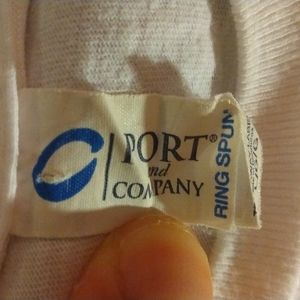 PORT®
and
COMPANY
RING SPUN